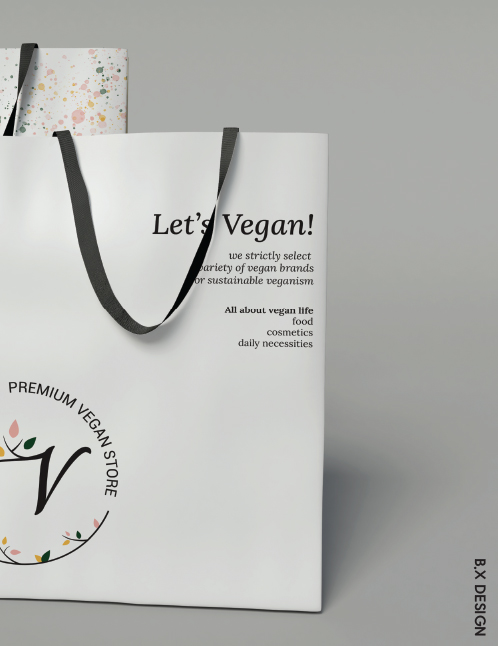 Let's Vegan!
we strictly select
variety of vegan brands
for sustainable veganism
All about vegan life
food
cosmetics
daily necessities
PREMIUM VEGAN STORE
B.X DESIGN